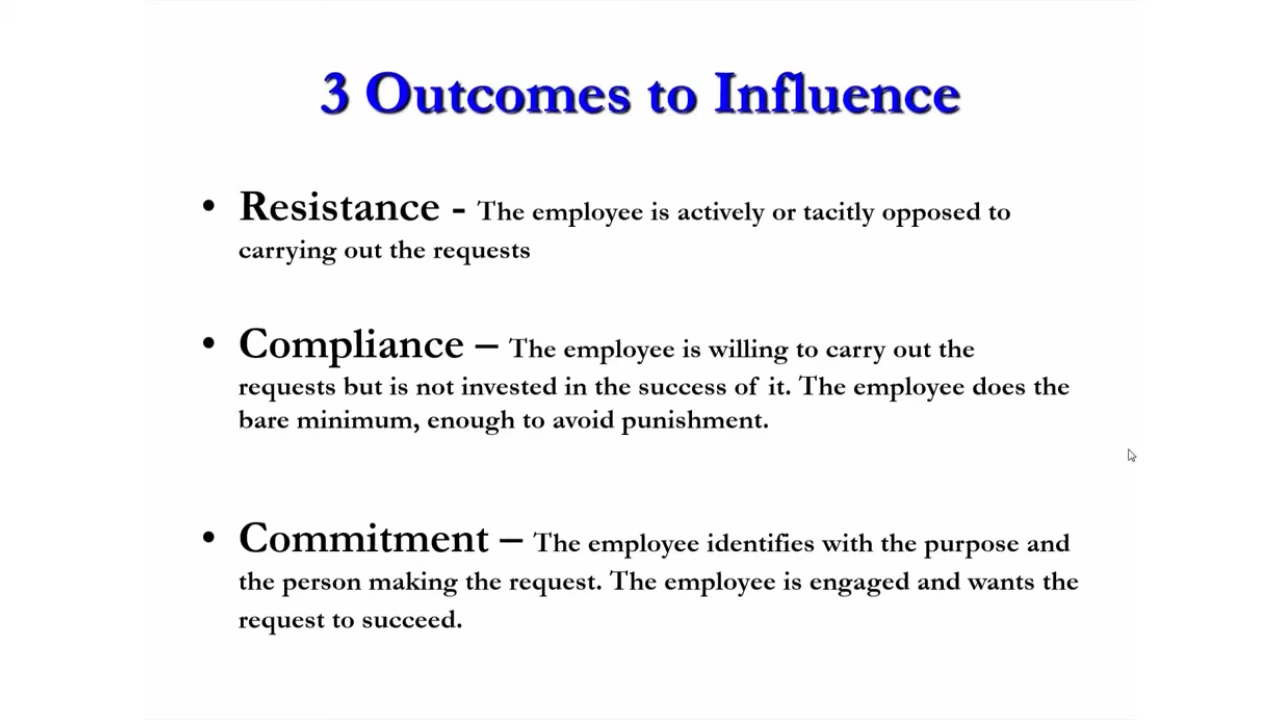 3 Outcomes to Influence
• Resistance - The employee is actively or tacitly opposed to
carrying out the requests
• Compliance – The employee is willing to carry out the
requests but is not invested in the success of it. The employee does the
bare minimum, enough to avoid punishment.
• Commitment – The employee identifies with the purpose and
the person making the request. The employee is engaged and wants the
request to succeed.